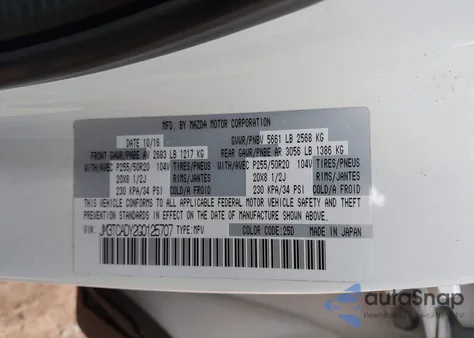 MFD. BY MAZDA MOTOR CORPORATION
DATE 10/16 GVWR/PNBV 5661 LB 2568 KG
FRONT GAWR/PNBE AV 2683 LB 1217 KG REAR GAWR/PNBE AR 3056 LB 1386 KG
WITH/AVEC P255/50R20 104V TIRES/PNEUS WITH/AVEC P255/50R20 104V TIRES/PNEUS
20X8 1/2J RIMS/JANTES 20X8 1/2J RIMS/JANTES
230 KPA/34 PSI COLD/A FROID 230 KPA/34 PSI COLD/A FROID
THIS VEHICLE CONFORMS TO ALL APPLICABLE FEDERAL MOTOR VEHICLE SAFETY AND THEFT
PREVENTION STANDARDS IN EFFECT ON THE DATE OF MANUFACTURE SHOWN ABOVE.
VIN: JM3TCADY2G0125707 TYPE:MPV COLOR CODE:25D MADE IN JAPAN
autoSnap